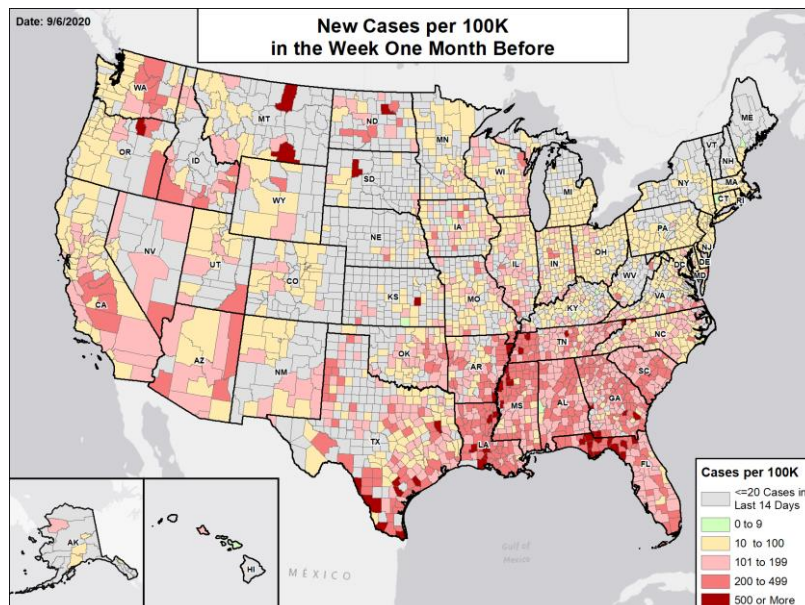 Date: 9/6/2020
New Cases per 100K
in the Week One Month Before
WA
MT
ND
MN
ME
OR
ID
SD
WI
VT
NH
NY
MA
CT
RI
WY
MI
IA
NE
PA
NJ
NV
UT
CO
IL
IN
OH
DC
DE
MD
WV
VA
CA
KS
MO
KY
NC
TN
AZ
NM
OK
AR
SC
MS
AL
GA
TX
LA
FL
AK
HI
MÉXICO
Gulf of
Mexico
Cases per 100K
<=20 Cases in
Last 14 Days
0 to 9
10 to 100
101 to 199
200 to 499
500 or More